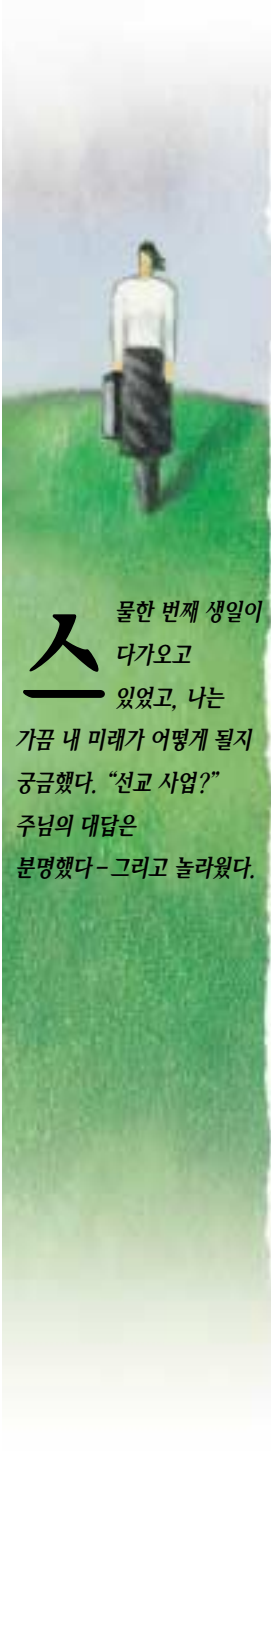 스물한 번째 생일이
다가오고
있었고, 나는
가끔 내 미래가 어떻게 될지
궁금했다. “선교 사업?”
주님의 대답은
분명했다–그리고 놀라웠다.